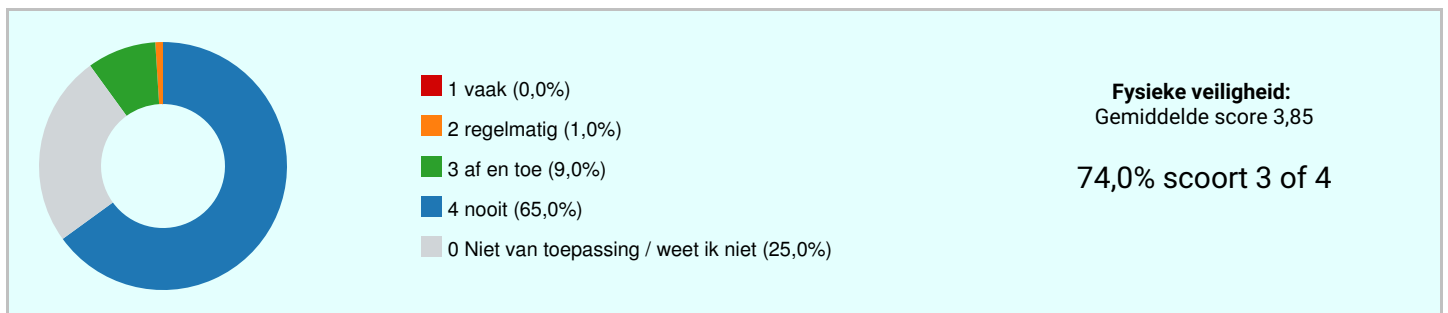 1 vaak (0,0%)
2 regelmatig (1,0%)
3 af en toe (9,0%)
4 nooit (65,0%)
0 Niet van toepassing / weet ik niet (25,0%)
Fysieke veiligheid:
Gemiddelde score 3,85
74,0% scoort 3 of 4